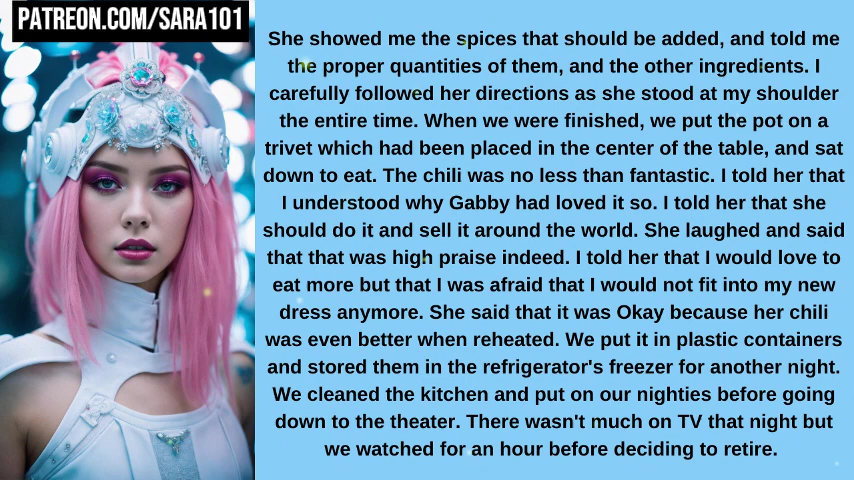 PATREON.COM/SARA101
She showed me the spices that should be added, and told me
the proper quantities of them, and the other ingredients. I
carefully followed her directions as she stood at my shoulder
the entire time. When we were finished, we put the pot on a
trivet which had been placed in the center of the table, and sat
down to eat. The chili was no less than fantastic. I told her that
I understood why Gabby had loved it so. I told her that she
should do it and sell it around the world. She laughed and said
that that was high praise indeed. I told her that I would love to
eat more but that I was afraid that I would not fit into my new
dress anymore. She said that it was Okay because her chili
was even better when reheated. We put it in plastic containers
and stored them in the refrigerator's freezer for another night.
We cleaned the kitchen and put on our nighties before going
down to the theater. There wasn't much on TV that night but
we watched for an hour before deciding to retire.